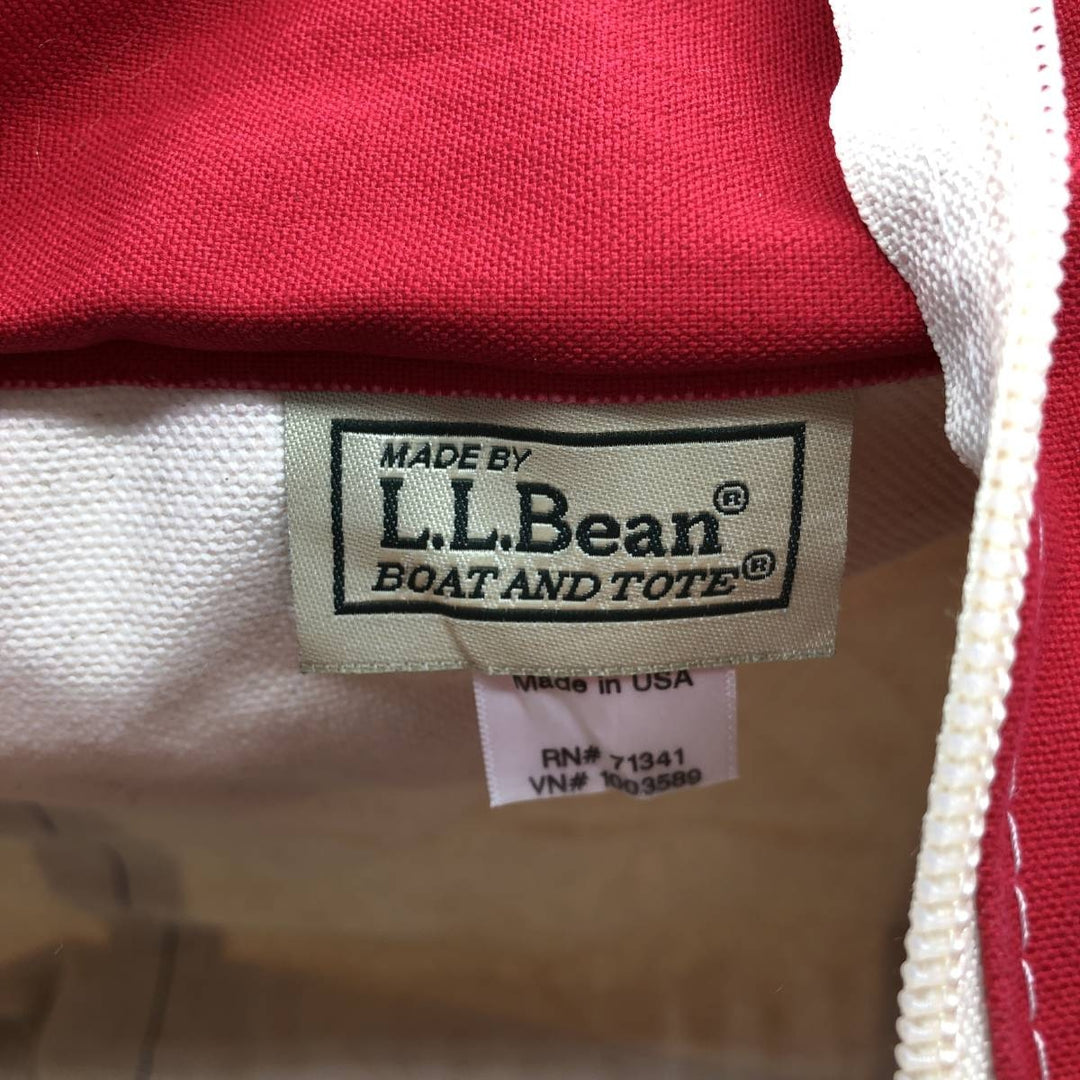 MADE BY
L.L.Bean®
BOAT AND TOTE®
Made in USA
RN# 71341
VN# 1003589